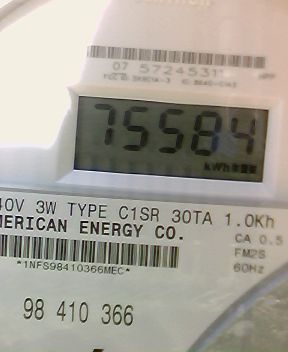 07 5724531
75584
kWh
40V 3W TYPE C1SR 30TA 1.0Kh
MERICAN ENERGY CO.
CA 0.5
FM2S
60Hz
*1NFS98410366MEC*
98 410 366